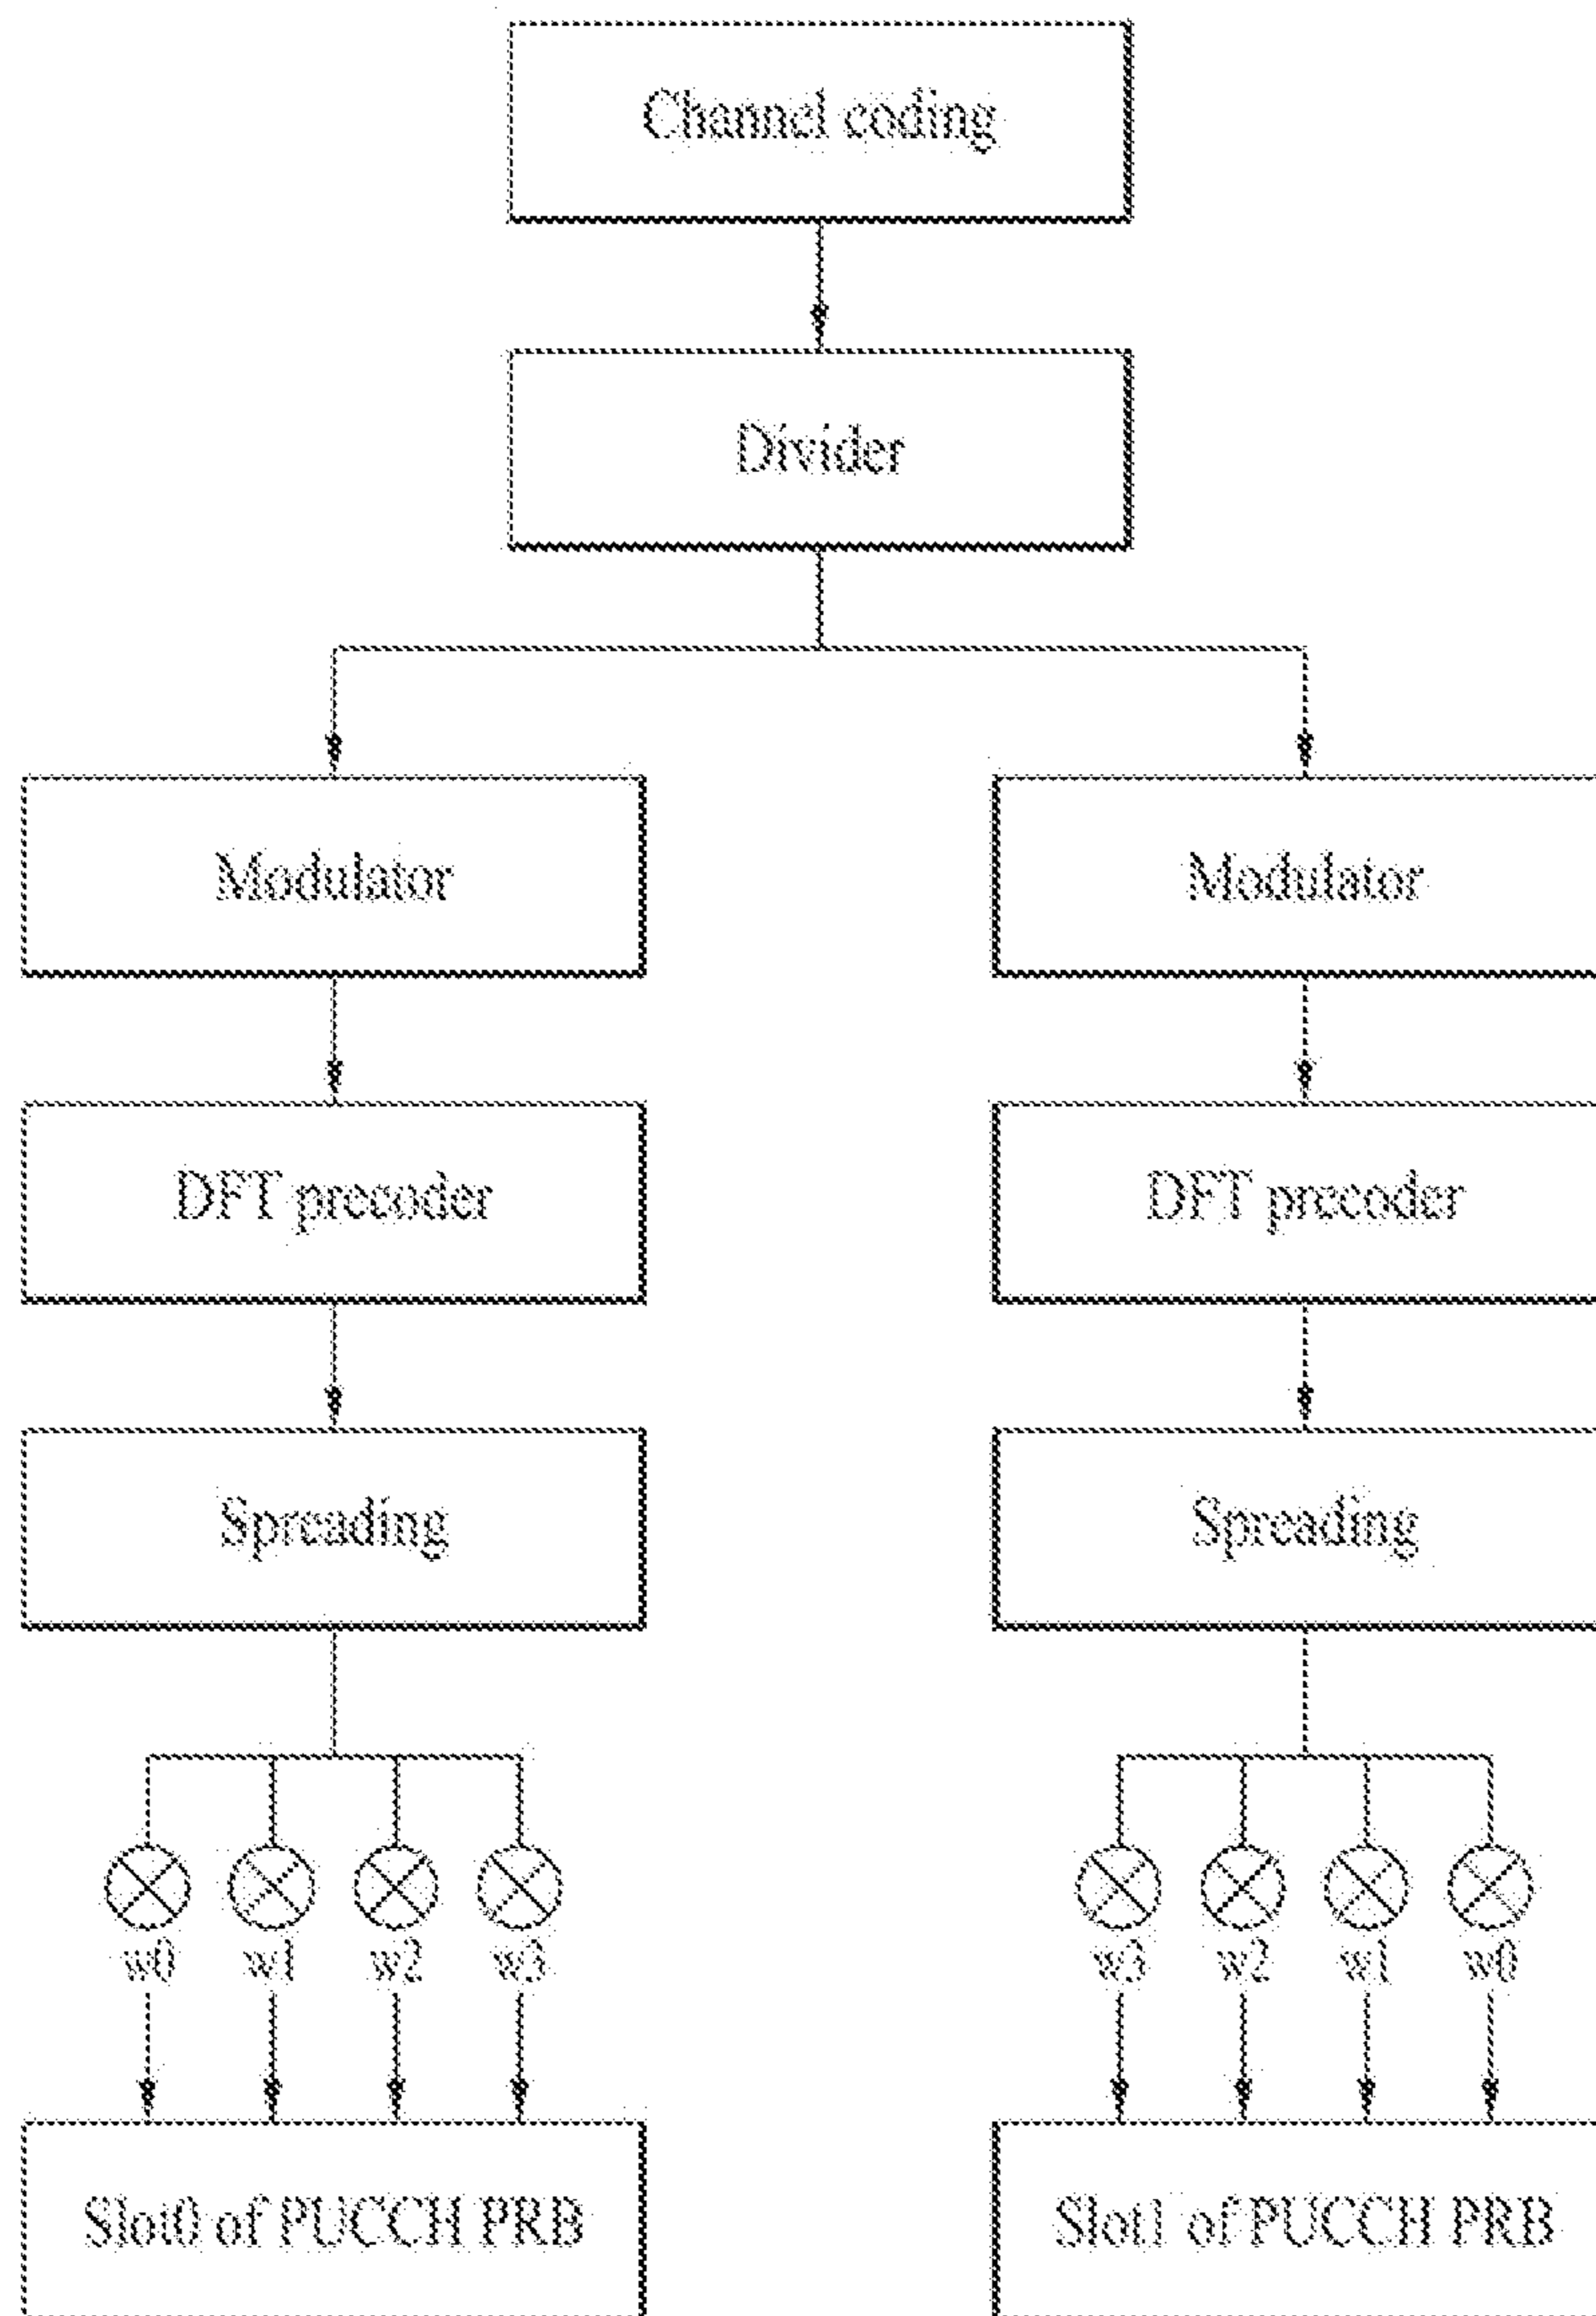 Channel coding
Divider
Modulator Modulator
DFT precoder DFT precoder
Spreading Spreading
w0 w1 w2 w3 w3 w2 w1 w0
Slot0 of PUCCH PRB Slot1 of PUCCH PRB